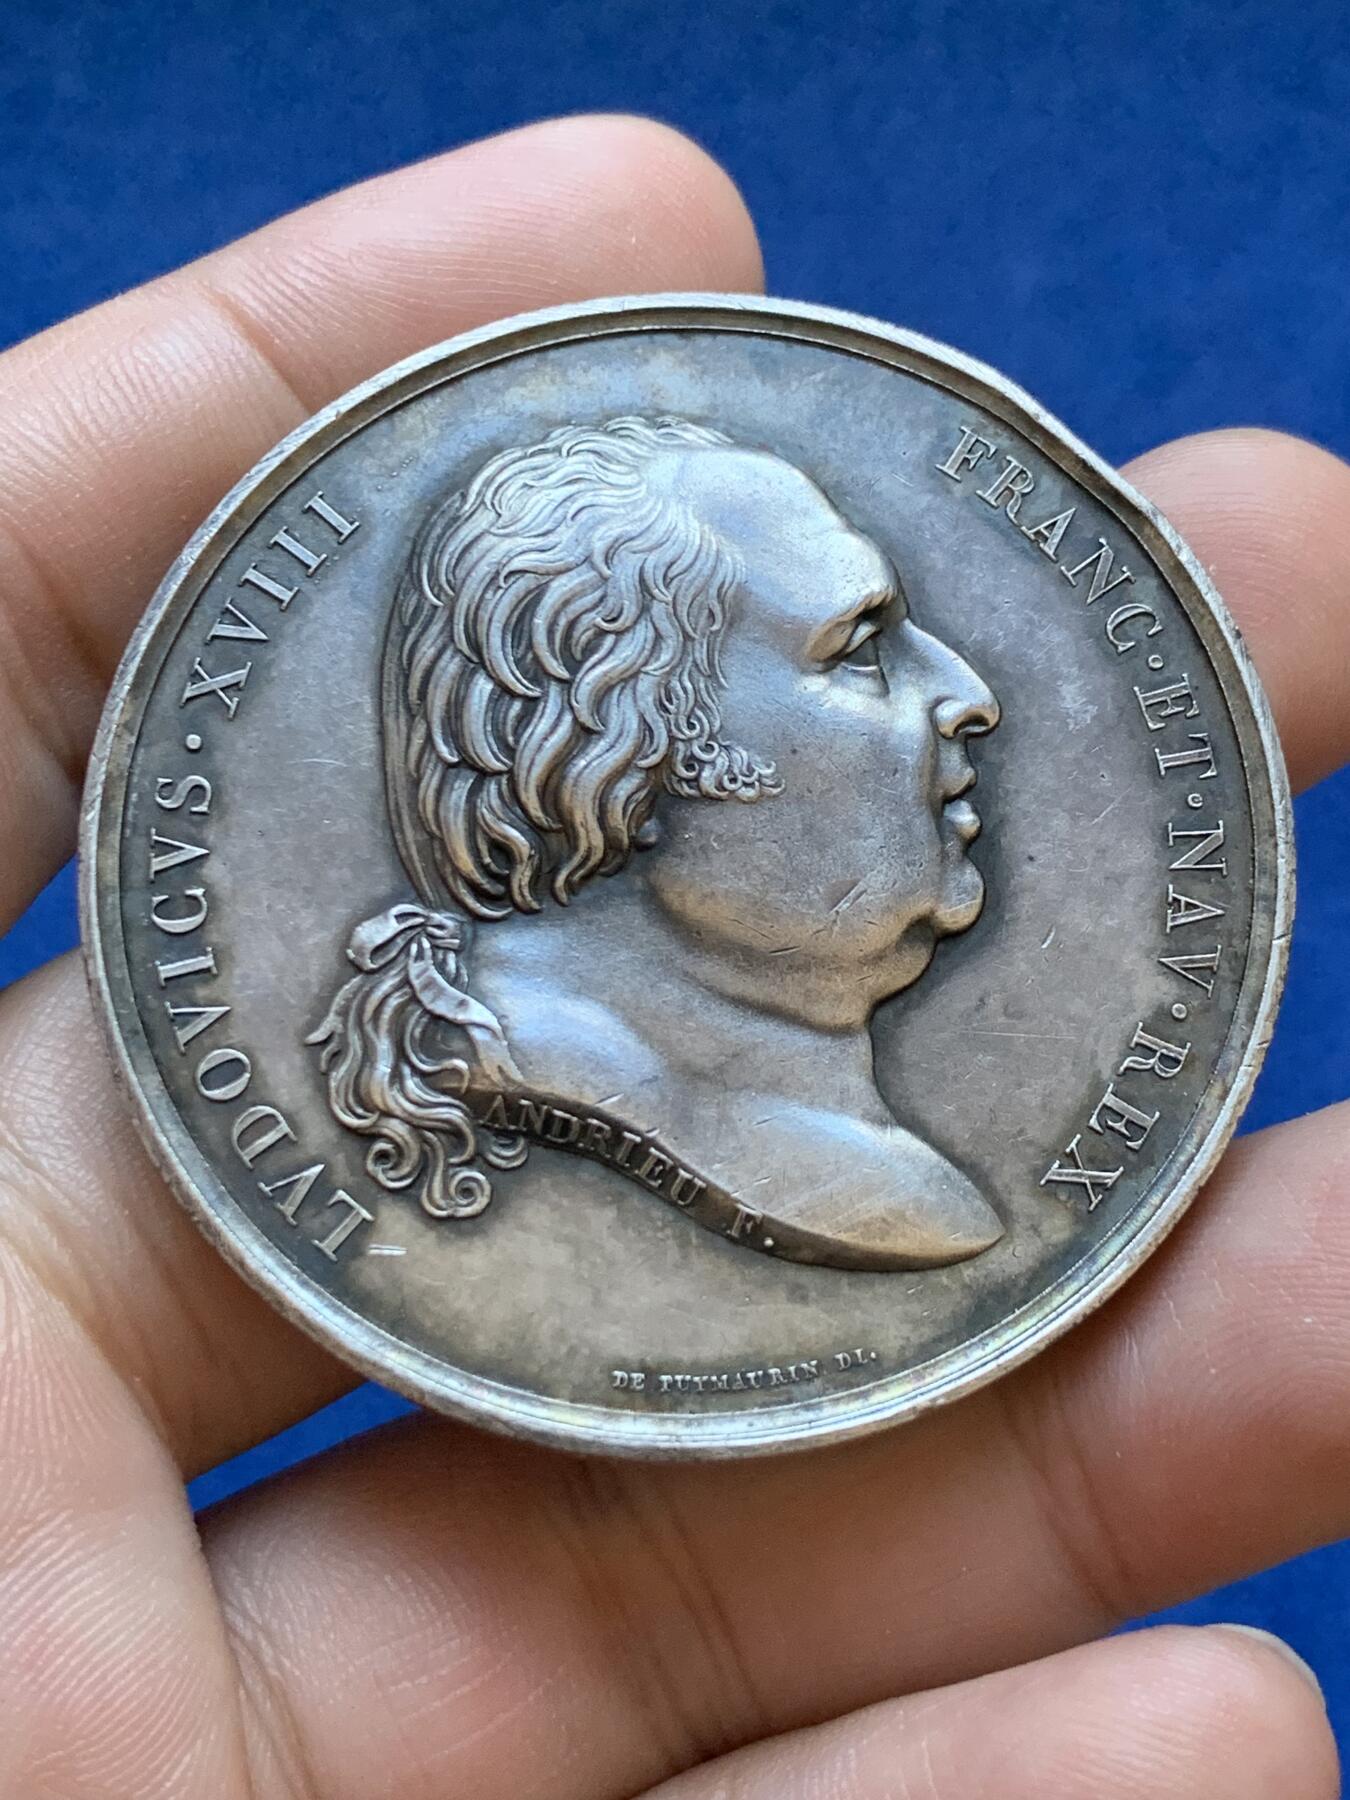 LVDOVICVS·XVIII
FRANC·ET·NAV·REX
ANDRIEU F.
DE PUYMAURIN DI.